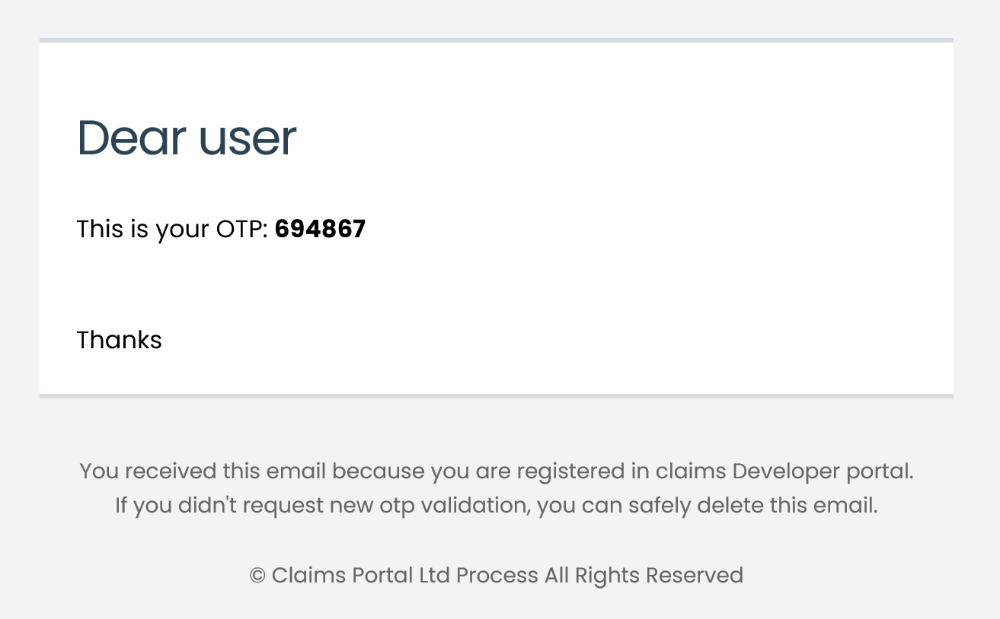 Dear user
This is your OTP: 694867
Thanks
You received this email because you are registered in claims Developer portal.
If you didn't request new otp validation, you can safely delete this email.
© Claims Portal Ltd Process All Rights Reserved